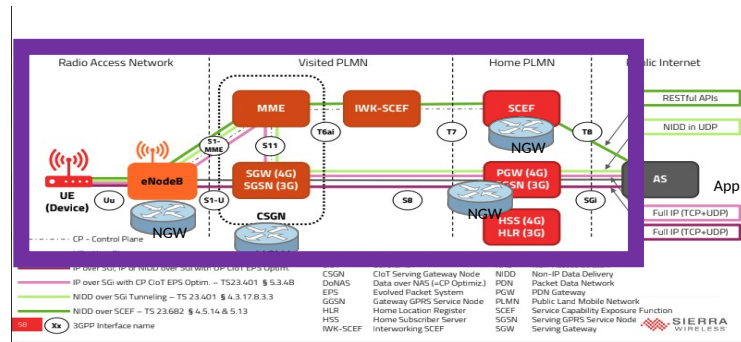 Radio Access Network
Visited PLMN
Home PLMN
Public Internet
MME
IWK-SCEF
SCEF
RESTful APIs
NIDD in UDP
NGW
S1-MME
S11
T6ai
T7
T8
eNodeB
SGW (4G)
SGSN (3G)
PGW (4G)
GGSN (3G)
AS
App
UE
(Device)
Uu
S1-U
S8
SGi
NGW
NGW
CSGN
HSS (4G)
HLR (3G)
Full IP (TCP+UDP)
Full IP (TCP+UDP)
CP – Control Plane
IP over SGi, IP or NIDD over SGi with UP CIoT EPS Optim.
IP over SGi with CP CIoT EPS Optim. – TS23.401 § 5.3.4B
NIDD over SGi Tunneling – TS 23.401 § 4.3.17.8.3.3
NIDD over SCEF – TS 23.682 § 4.5.14 & 5.13
58
Xx
3GPP Interface name
CSGN CIoT Serving Gateway Node
DoNAS Data over NAS (=CP Optimiz.)
EPS Evolved Packet System
GGSN Gateway GPRS Service Node
HLR Home Location Register
HSS Home Subscriber Server
IWK-SCEF Interworking SCEF
NIDD Non-IP Data Delivery
PDN Packet Data Network
PGW PDN Gateway
PLMN Public Land Mobile Network
SCEF Service Capability Exposure Function
SGSN Serving GPRS Service Node
SGW Serving Gateway
SIERRA
WIRELESS